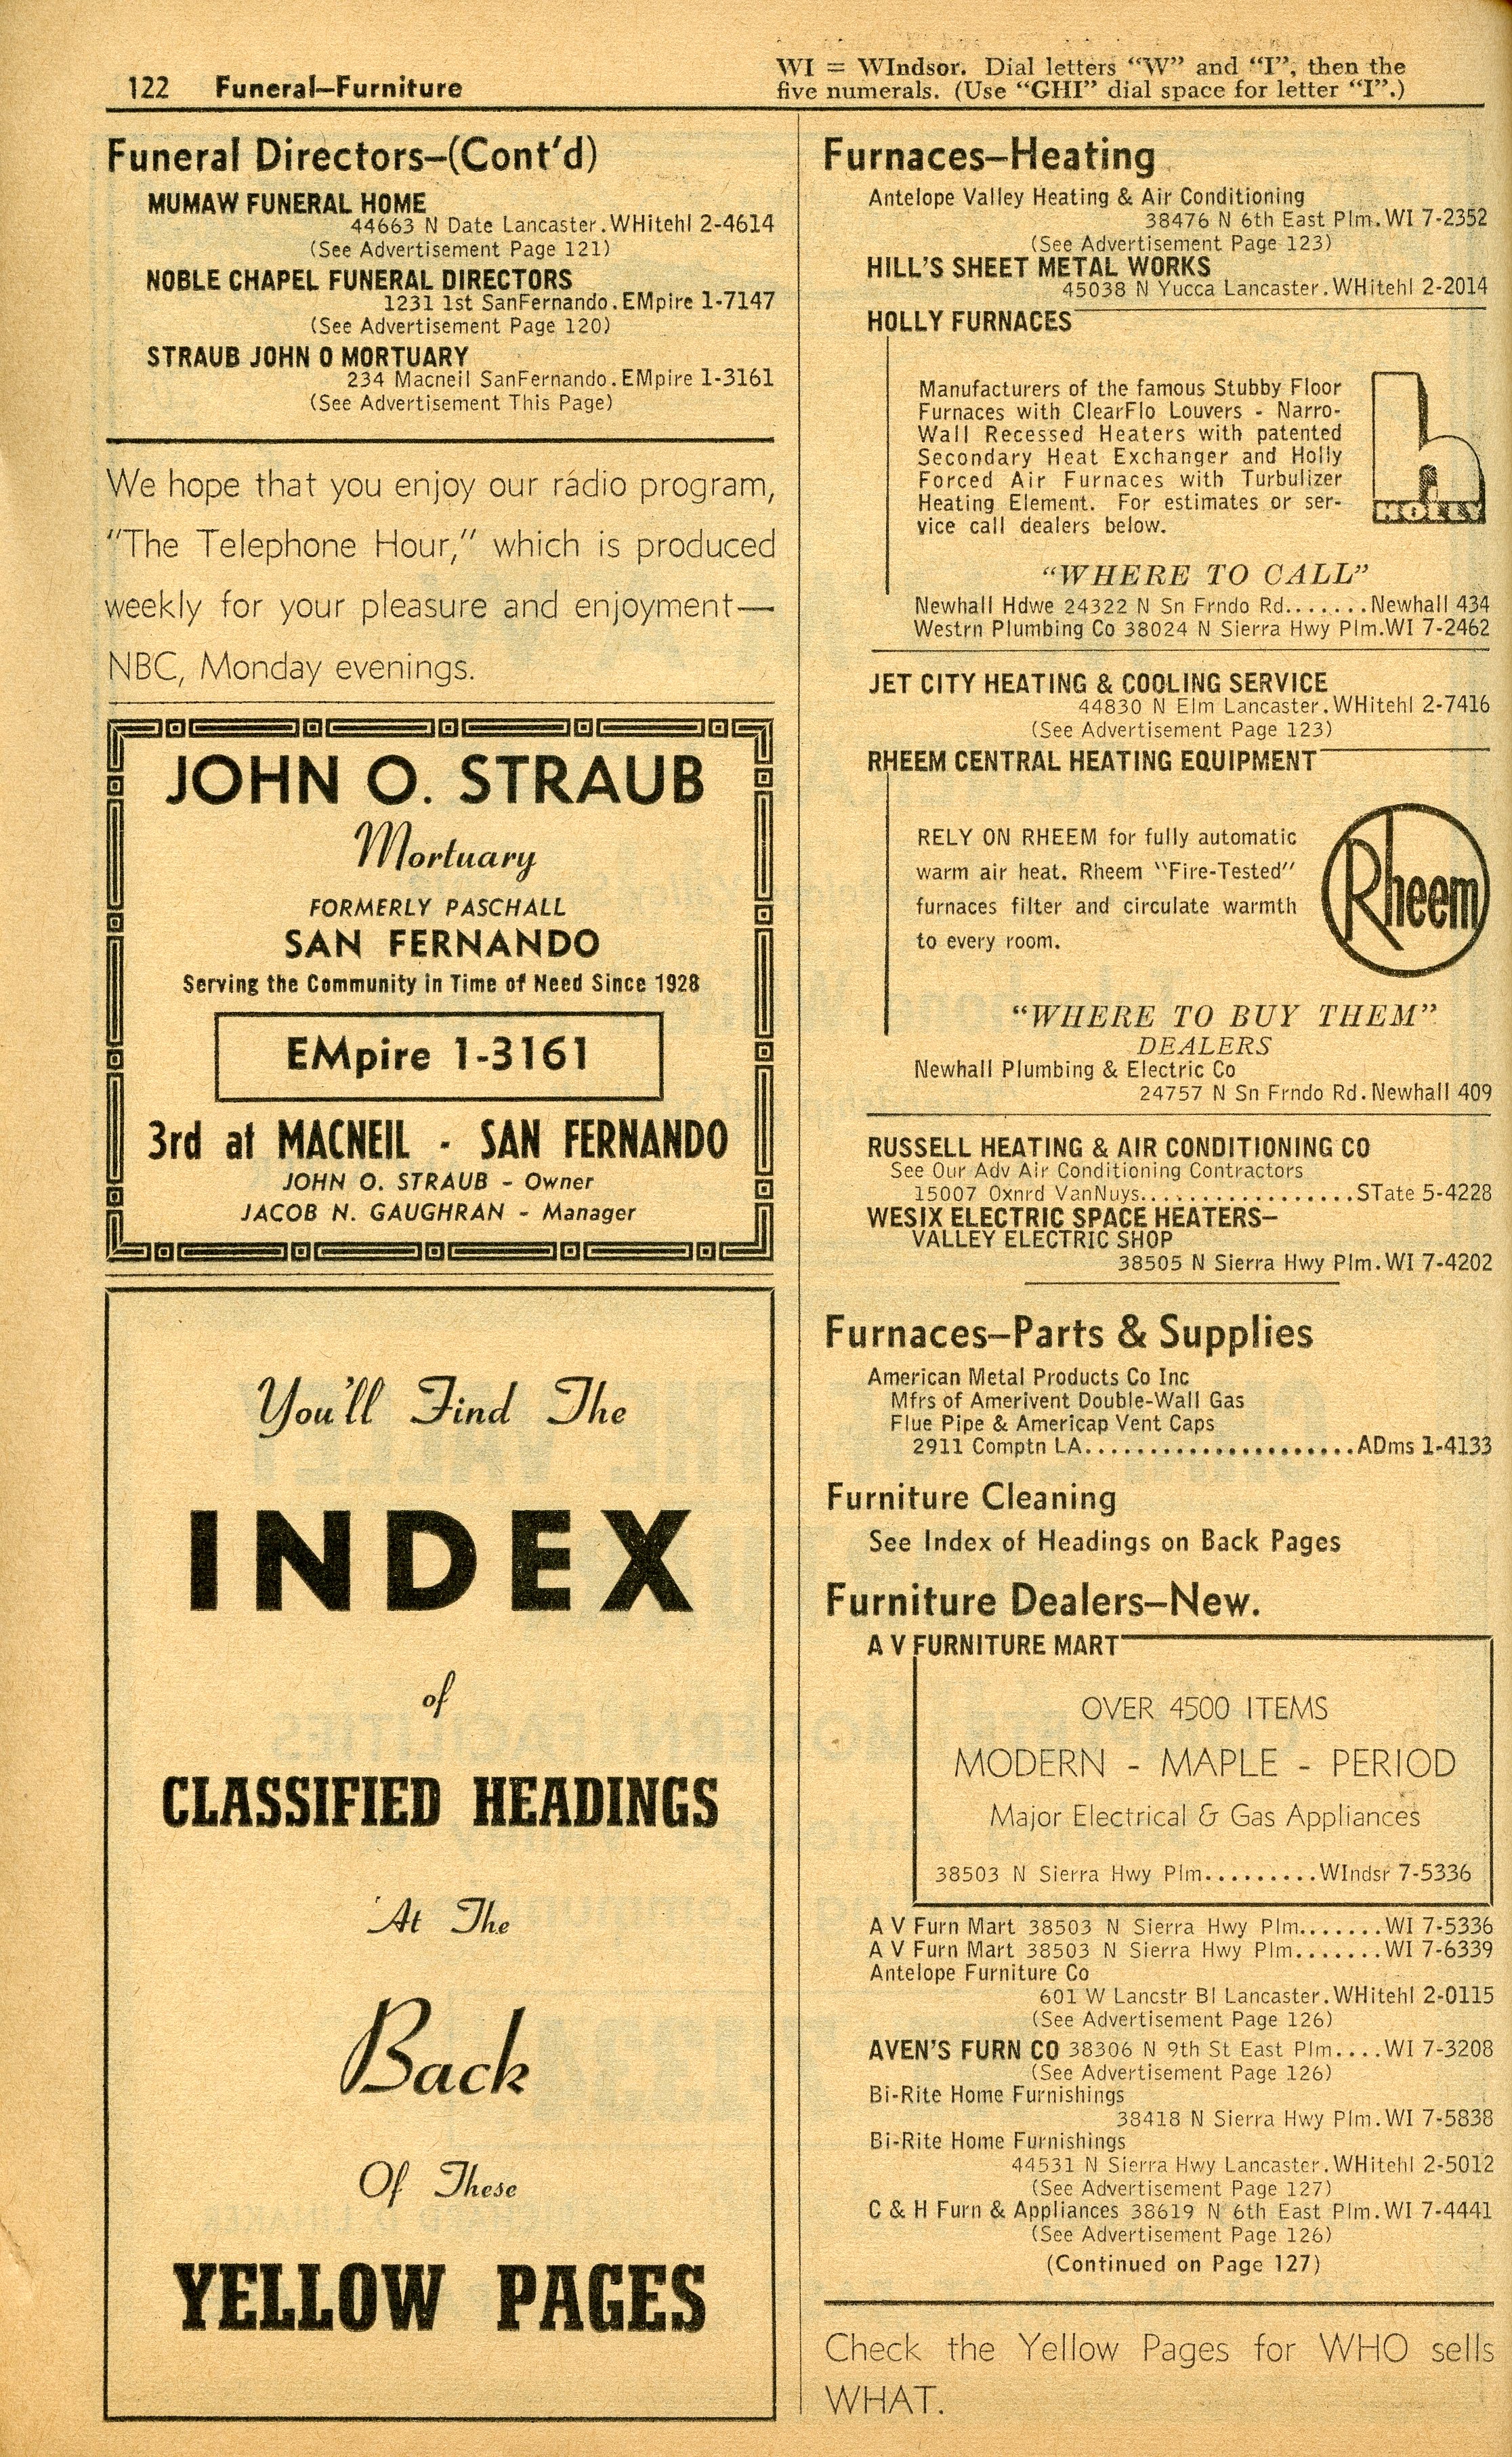 122 Funeral—Furniture
WI = WIndsor. Dial letters “W” and “I”, then the
five numerals. (Use “GHI” dial space for letter “I”.)
Funeral Directors—(Cont'd)
MUMAW FUNERAL HOME
44663 N Date Lancaster.WHitehl 2-4614
(See Advertisement Page 121)
NOBLE CHAPEL FUNERAL DIRECTORS
1231 1st SanFernando.EMpire 1-7147
(See Advertisement Page 120)
STRAUB JOHN O MORTUARY
234 Macneil SanFernando.EMpire 1-3161
(See Advertisement This Page)
We hope that you enjoy our radio program,
“The Telephone Hour,” which is produced
weekly for your pleasure and enjoyment—
NBC, Monday evenings.
JOHN O. STRAUB
Mortuary
FORMERLY PASCHALL
SAN FERNANDO
Serving the Community in Time of Need Since 1928
EMpire 1-3161
3rd at MACNEIL - SAN FERNANDO
JOHN O. STRAUB - Owner
JACOB N. GAUGHRAN - Manager
You'll Find The
INDEX
of
CLASSIFIED HEADINGS
At The
Back
Of These
YELLOW PAGES
Furnaces—Heating
Antelope Valley Heating & Air Conditioning
38476 N 6th East Plm.WI 7-2352
(See Advertisement Page 123)
HILL'S SHEET METAL WORKS
45038 N Yucca Lancaster.WHitehl 2-2014
HOLLY FURNACES
Manufacturers of the famous Stubby Floor
Furnaces with ClearFlo Louvers - Narro-
Wall Recessed Heaters with patented
Secondary Heat Exchanger and Holly
Forced Air Furnaces with Turbulizer
Heating Element. For estimates or ser-
vice call dealers below.
h
HOLLY
“WHERE TO CALL”
Newhall Hdwe 24322 N Sn Frndo Rd.......Newhall 434
Westrn Plumbing Co 38024 N Sierra Hwy Plm.WI 7-2462
JET CITY HEATING & COOLING SERVICE
44830 N Elm Lancaster.WHitehl 2-7416
(See Advertisement Page 123)
RHEEM CENTRAL HEATING EQUIPMENT
RELY ON RHEEM for fully automatic
warm air heat. Rheem “Fire-Tested”
furnaces filter and circulate warmth
to every room.
Rheem
“WHERE TO BUY THEM”
DEALERS
Newhall Plumbing & Electric Co
24757 N Sn Frndo Rd.Newhall 409
RUSSELL HEATING & AIR CONDITIONING CO
See Our Adv Air Conditioning Contractors
15007 Oxnrd VanNuys.................STate 5-4228
WESIX ELECTRIC SPACE HEATERS—
VALLEY ELECTRIC SHOP
38505 N Sierra Hwy Plm.WI 7-4202
Furnaces—Parts & Supplies
American Metal Products Co Inc
Mfrs of Amerivent Double-Wall Gas
Flue Pipe & Americap Vent Caps
2911 Comptn LA.....................ADms 1-4133
Furniture Cleaning
See Index of Headings on Back Pages
Furniture Dealers—New.
A V FURNITURE MART
OVER 4500 ITEMS
MODERN - MAPLE - PERIOD
Major Electrical & Gas Appliances
38503 N Sierra Hwy Plm.........WIndsr 7-5336
A V Furn Mart 38503 N Sierra Hwy Plm.......WI 7-5336
A V Furn Mart 38503 N Sierra Hwy Plm.......WI 7-6339
Antelope Furniture Co
601 W Lancstr Bl Lancaster.WHitehl 2-0115
(See Advertisement Page 126)
AVEN'S FURN CO 38306 N 9th St East Plm....WI 7-3208
(See Advertisement Page 126)
Bi-Rite Home Furnishings
38418 N Sierra Hwy Plm.WI 7-5838
Bi-Rite Home Furnishings
44531 N Sierra Hwy Lancaster.WHitehl 2-5012
(See Advertisement Page 127)
C & H Furn & Appliances 38619 N 6th East Plm.WI 7-4441
(See Advertisement Page 126)
(Continued on Page 127)
Check the Yellow Pages for WHO sells
WHAT.